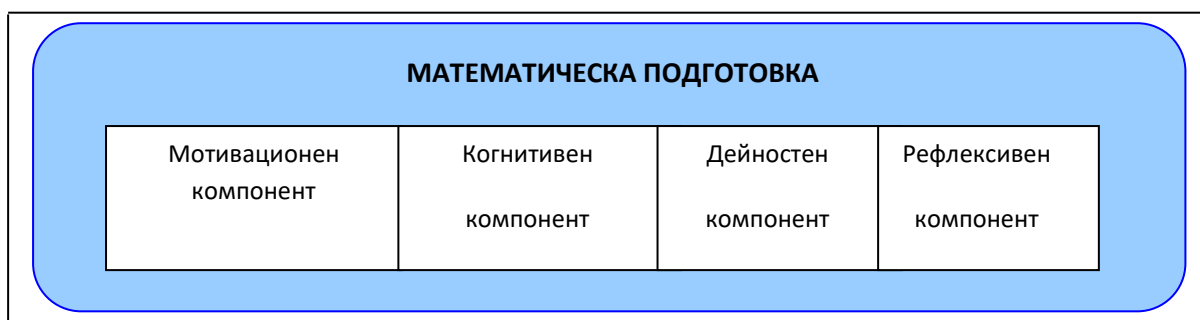 МАТЕМАТИЧЕСКА ПОДГОТОВКА
Мотивационен
компонент
Когнитивен
компонент
Дейностен
компонент
Рефлексивен
компонент